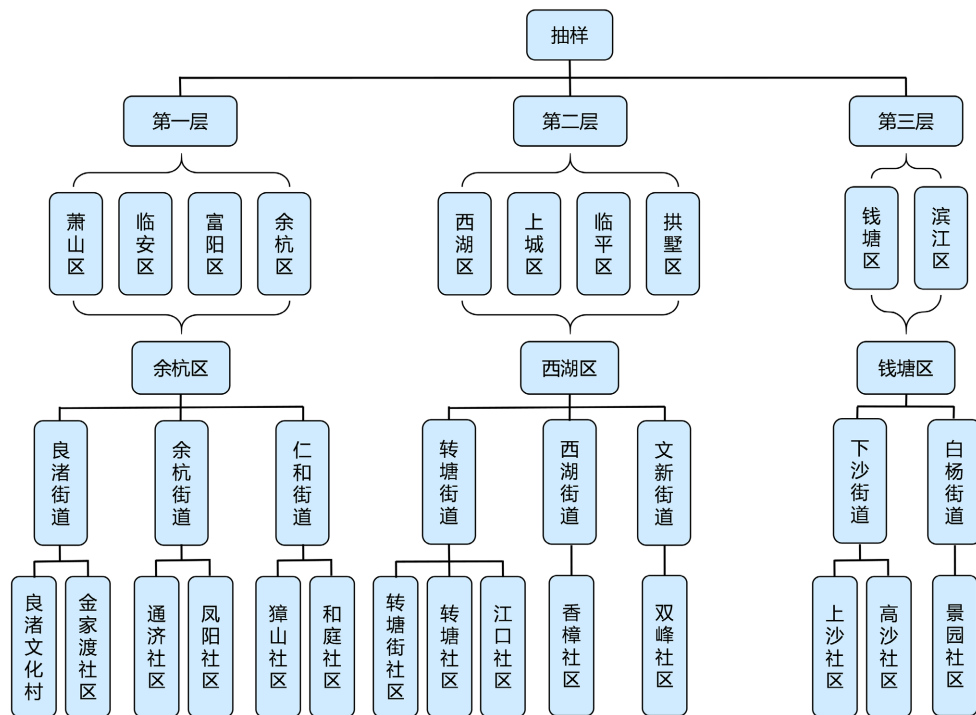 抽样
第一层
第二层
第三层
萧山区
临安区
富阳区
余杭区
西湖区
上城区
临平区
拱墅区
钱塘区
滨江区
余杭区
西湖区
钱塘区
良渚街道
余杭街道
仁和街道
转塘街道
西湖街道
文新街道
下沙街道
白杨街道
良渚文化村
金家渡社区
通济社区
凤阳社区
獐山社区
和庭社区
转塘街社区
转塘社区
江口社区
香樟社区
双峰社区
上沙社区
高沙社区
景园社区